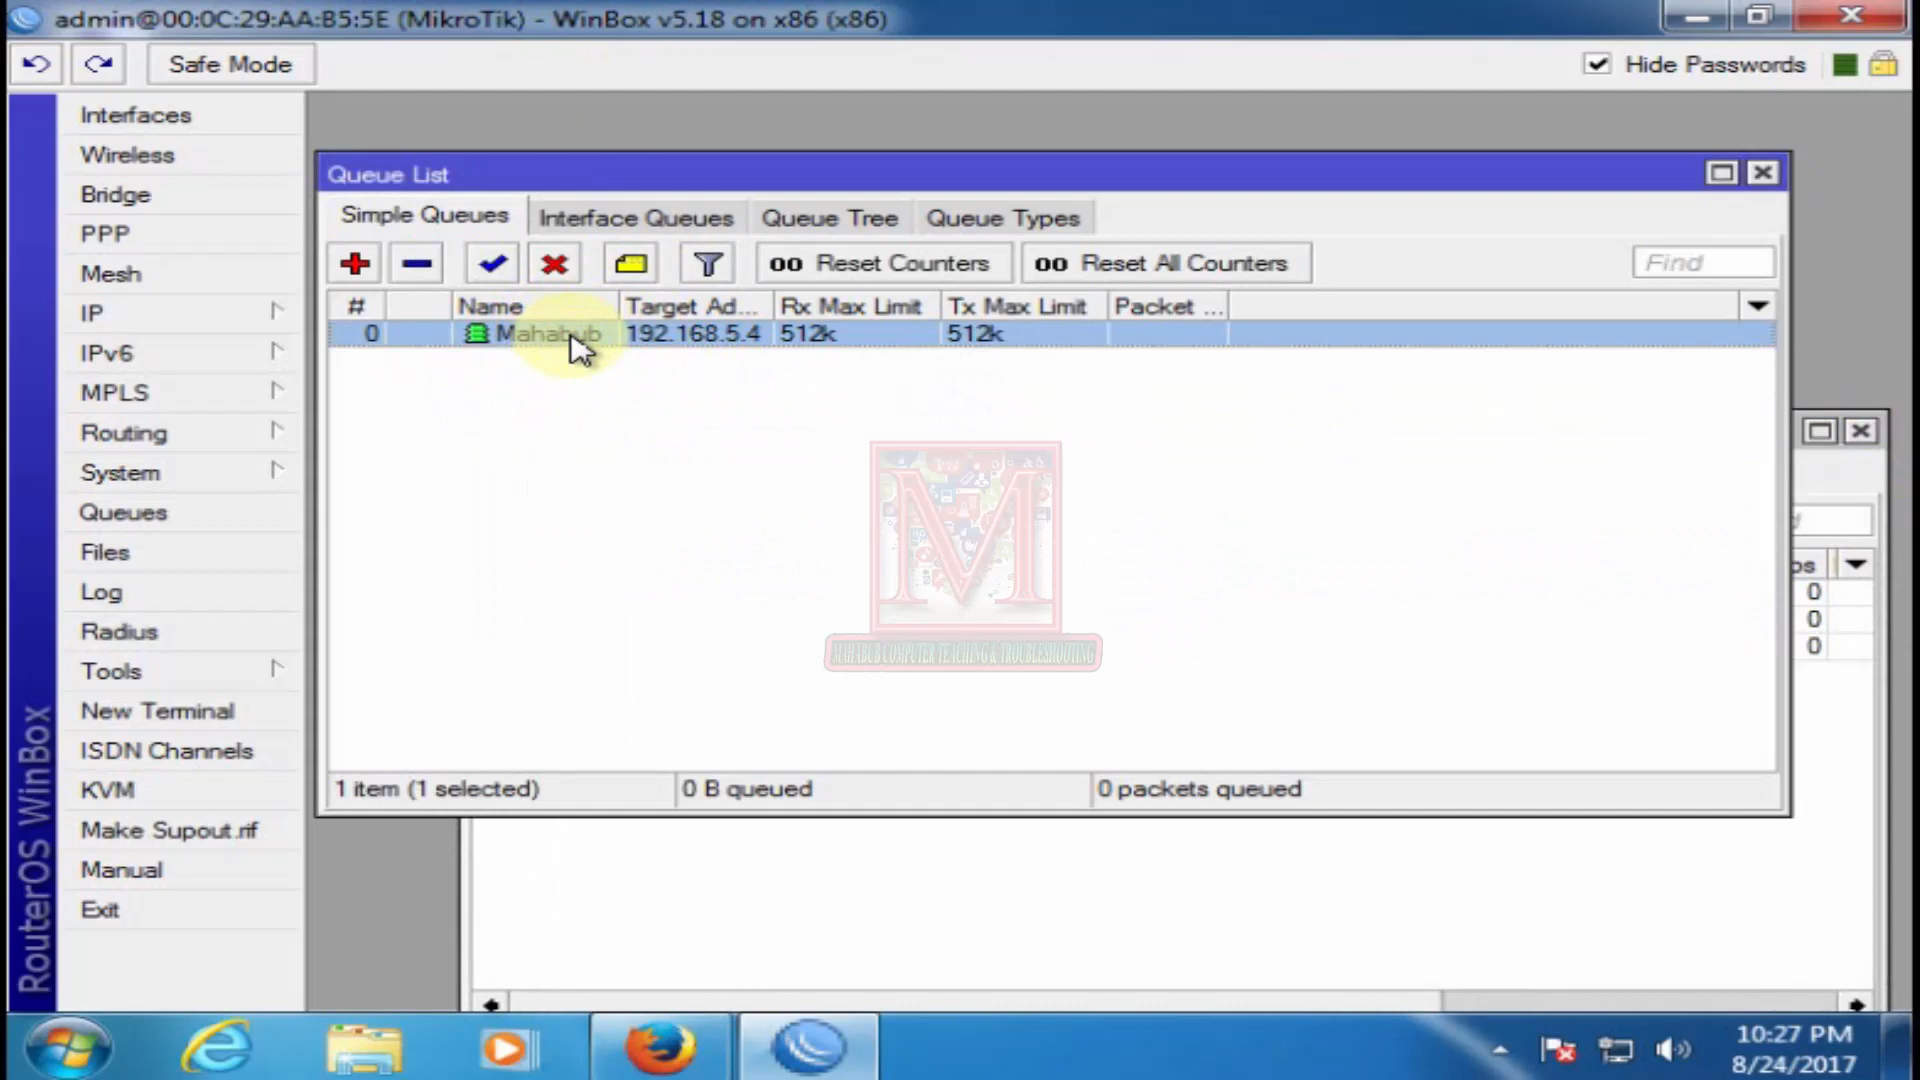 admin@00:0C:29:AA:B5:5E (MikroTik) - WinBox v5.18 on x86 (x86)
Safe Mode
Hide Passwords
Interfaces
Wireless
Bridge
PPP
Mesh
IP
IPv6
MPLS
Routing
System
Queues
Files
Log
Radius
Tools
New Terminal
ISDN Channels
KVM
Make Supout.rif
Manual
Exit
RouterOS WinBox
Queue List
Simple Queues Interface Queues Queue Tree Queue Types
00 Reset Counters 00 Reset All Counters Find
# Name Target Ad... Rx Max Limit Tx Max Limit Packet ...
0 Mahabub 192.168.5.4 512k 512k
M
MAHABUB COMPUTER TEACHING & TROUBLESHOOTING
1 item (1 selected) 0 B queued 0 packets queued
0
0
0
10:27 PM
8/24/2017